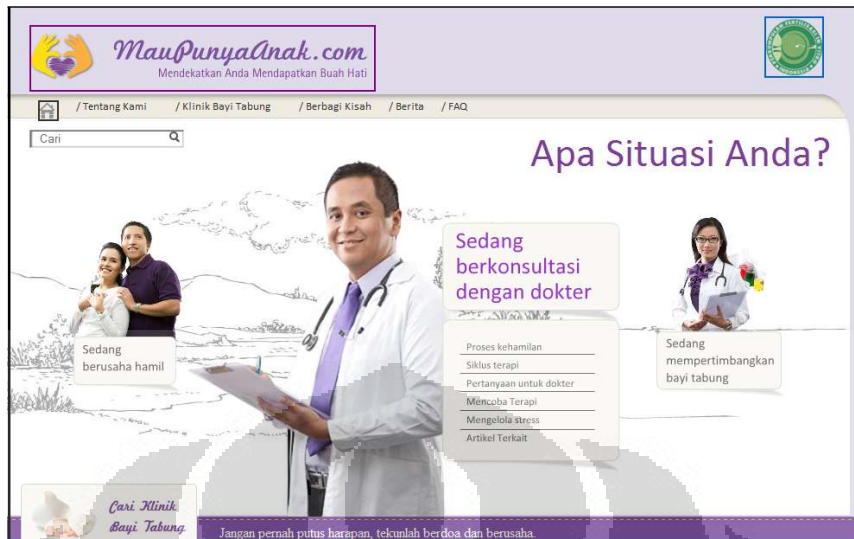 MauPunyaAnak.com
Mendekatkan Anda Mendapatkan Buah Hati
/ Tentang Kami / Klinik Bayi Tabung / Berbagi Kisah / Berita / FAQ
Cari
Apa Situasi Anda?
Sedang
berusaha hamil
Sedang
berkonsultasi
dengan dokter
Proses kehamilan
Siklus terapi
Pertanyaan untuk dokter
Mencoba Terapi
Mengelola stress
Artikel Terkait
Sedang
mempertimbangkan
bayi tabung
Cari Klinik
Bayi Tabung
Jangan pernah putus harapan, tekunlah berdoa dan berusaha.